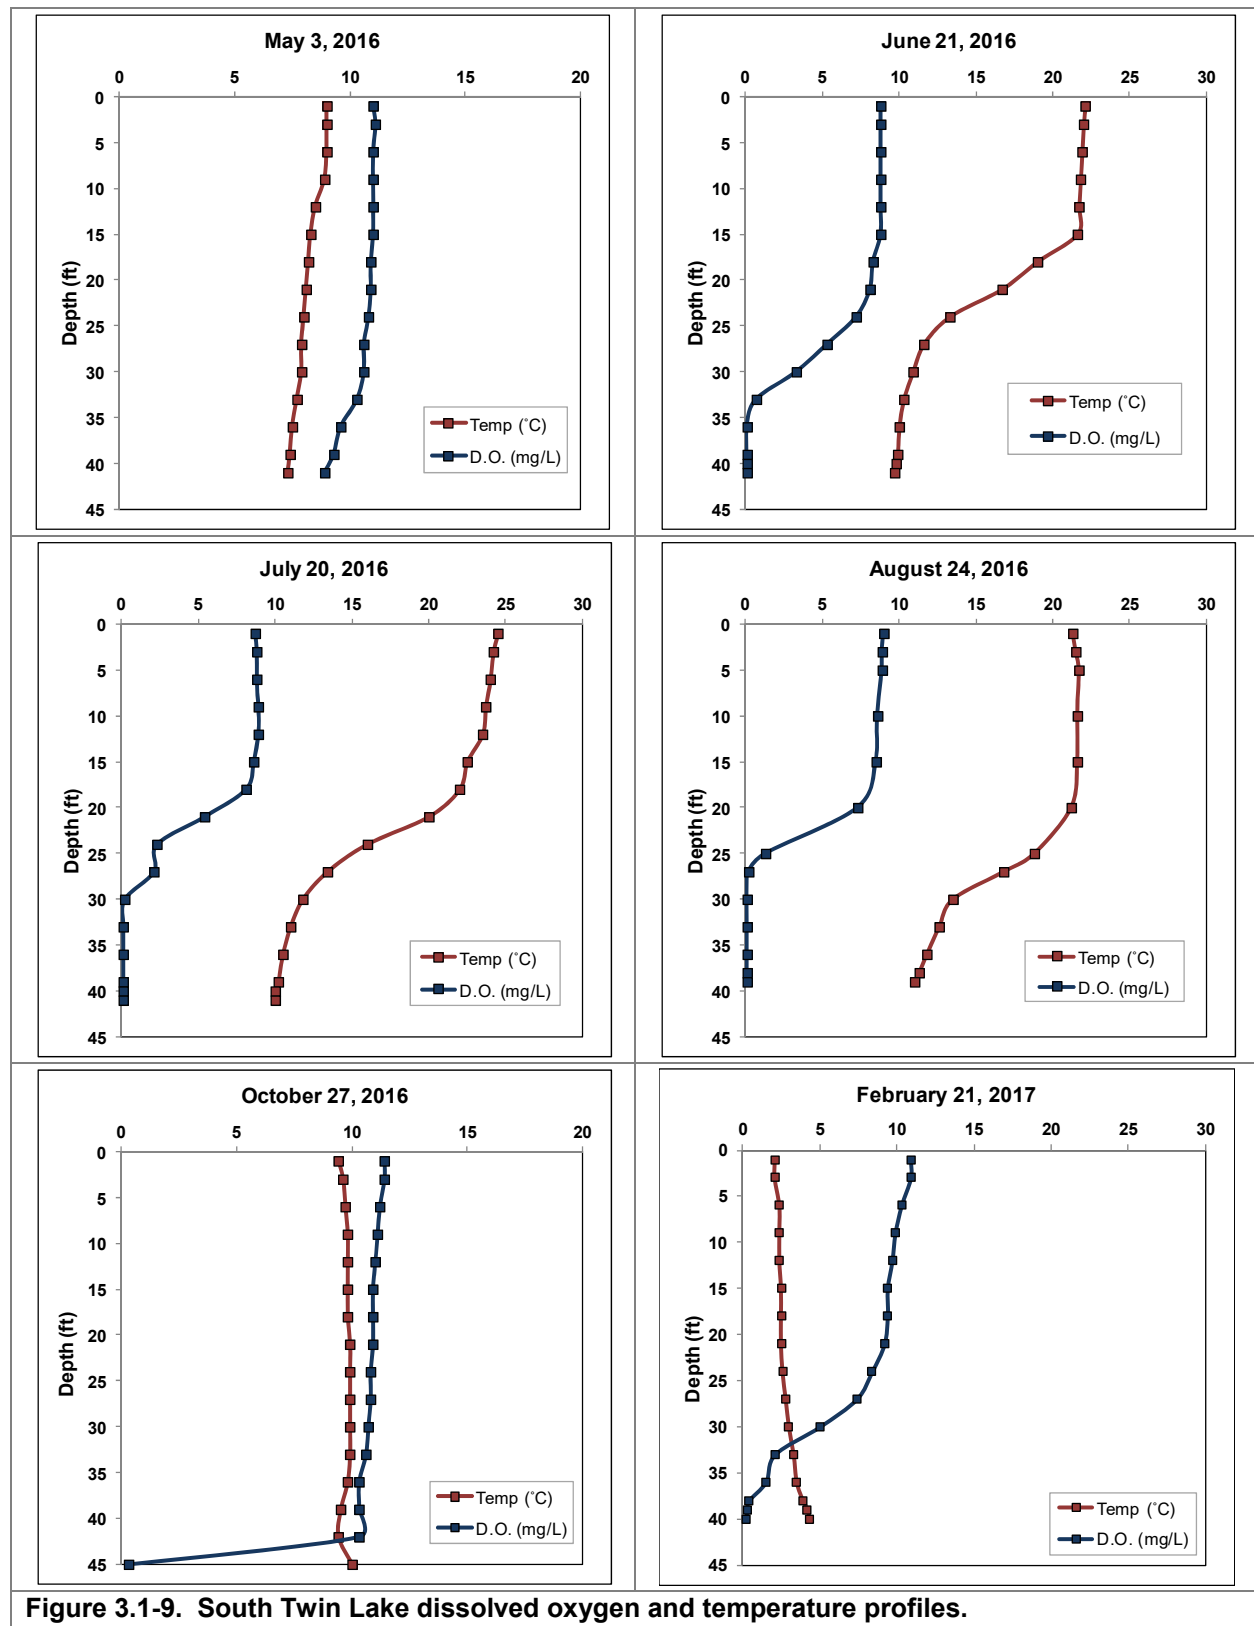 May 3, 2016
0 5 10 15 20
0
5
10
15
20
25
30
35
40
45
Depth (ft)
Temp (˚C)
D.O. (mg/L)
June 21, 2016
0 5 10 15 20 25 30
0
5
10
15
20
25
30
35
40
45
Depth (ft)
Temp (˚C)
D.O. (mg/L)
July 20, 2016
0 5 10 15 20 25 30
0
5
10
15
20
25
30
35
40
45
Depth (ft)
Temp (˚C)
D.O. (mg/L)
August 24, 2016
0 5 10 15 20 25 30
0
5
10
15
20
25
30
35
40
45
Depth (ft)
Temp (˚C)
D.O. (mg/L)
October 27, 2016
0 5 10 15 20
0
5
10
15
20
25
30
35
40
45
Depth (ft)
Temp (˚C)
D.O. (mg/L)
February 21, 2017
0 5 10 15 20 25 30
0
5
10
15
20
25
30
35
40
45
Depth (ft)
Temp (˚C)
D.O. (mg/L)
Figure 3.1-9. South Twin Lake dissolved oxygen and temperature profiles.